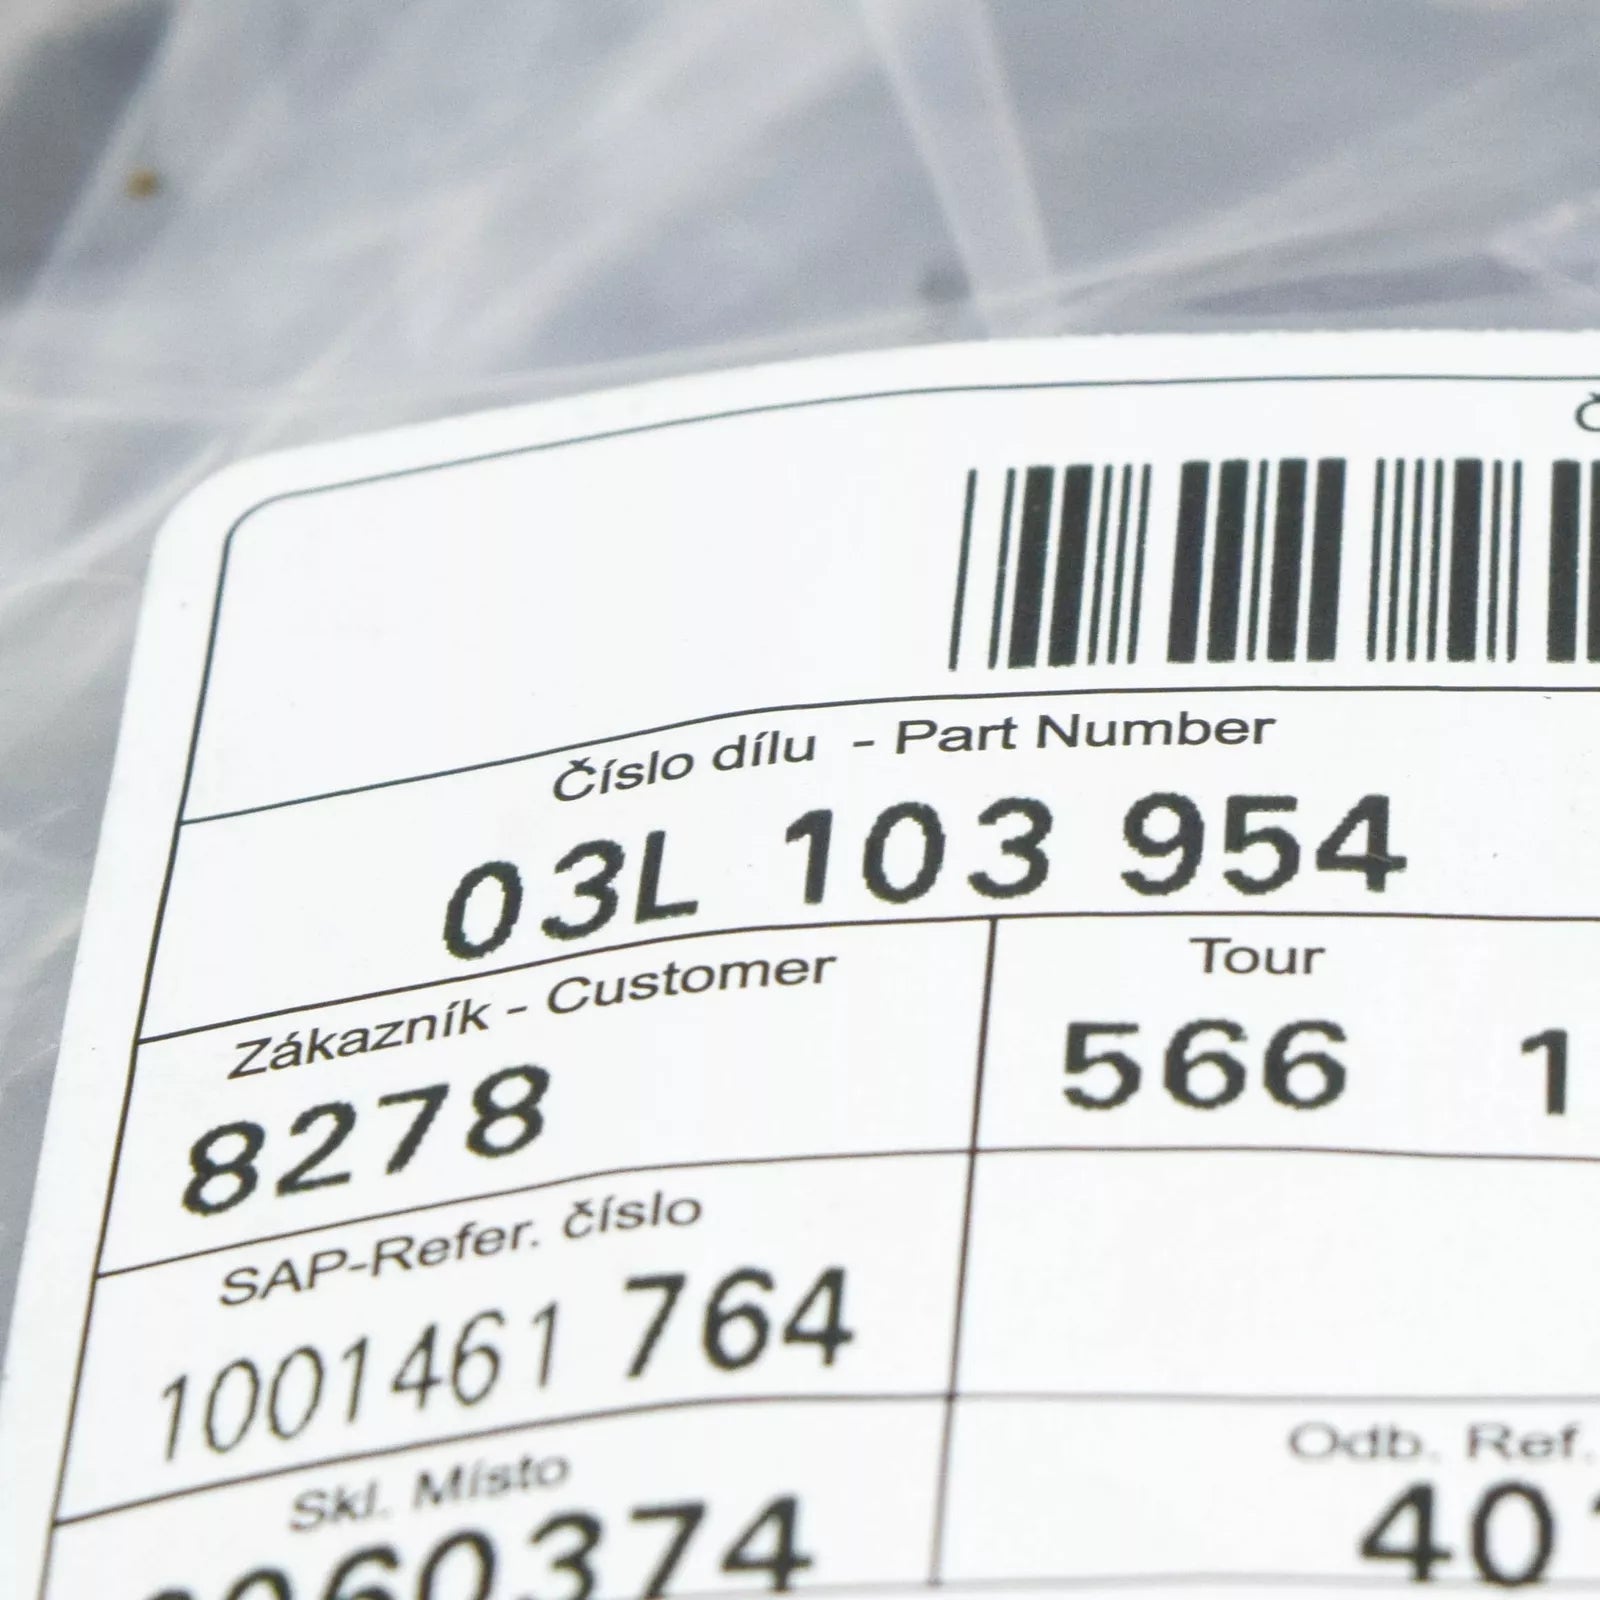 Číslo dílu - Part Number
03L 103 954
Zákazník - Customer
8278
Tour
566 1
SAP-Refer. číslo
1001461 764
Skl. Místo
Odb. Ref.